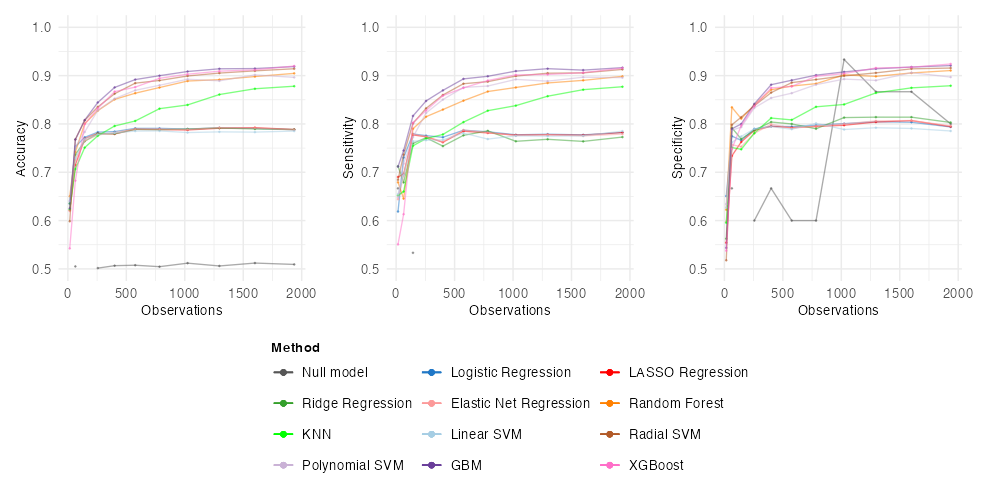 1.0 1.0 1.0
0.9 0.9 0.9
0.8 0.8 0.8
0.7 0.7 0.7
0.6 0.6 0.6
0.5 0.5 0.5
Accuracy Sensitivity Specificity
0 500 1000 1500 2000 0 500 1000 1500 2000 0 500 1000 1500 2000
Observations Observations Observations
Method
Null model Logistic Regression LASSO Regression
Ridge Regression Elastic Net Regression Random Forest
KNN Linear SVM Radial SVM
Polynomial SVM GBM XGBoost